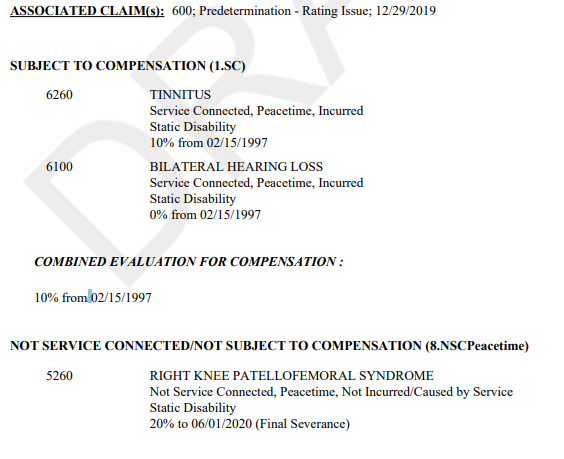 ASSOCIATED CLAIM(s): 600; Predetermination - Rating Issue; 12/29/2019
SUBJECT TO COMPENSATION (1.SC)
6260 TINNITUS
Service Connected, Peacetime, Incurred
Static Disability
10% from 02/15/1997
6100 BILATERAL HEARING LOSS
Service Connected, Peacetime, Incurred
Static Disability
0% from 02/15/1997
COMBINED EVALUATION FOR COMPENSATION :
10% from 02/15/1997
NOT SERVICE CONNECTED/NOT SUBJECT TO COMPENSATION (8.NSCPeacetime)
5260 RIGHT KNEE PATELLOFEMORAL SYNDROME
Not Service Connected, Peacetime, Not Incurred/Caused by Service
Static Disability
20% to 06/01/2020 (Final Severance)